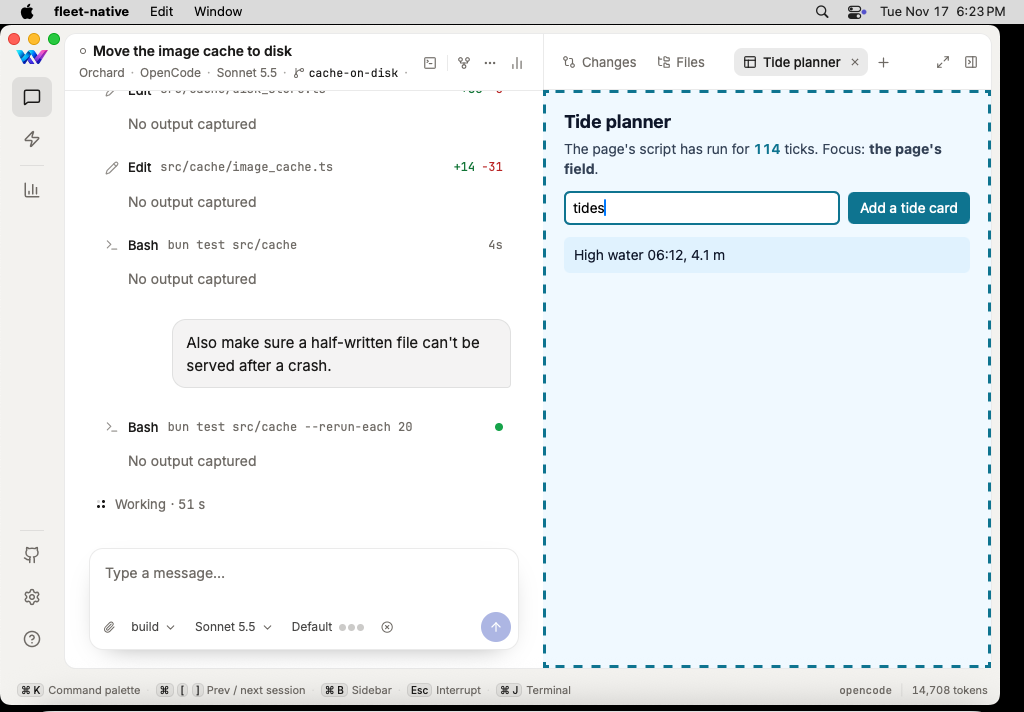 fleet-native Edit Window
Tue Nov 17 6:23 PM
Move the image cache to disk
Orchard · OpenCode · Sonnet 5.5 · cache-on-disk ·
Changes
Files
Tide planner
Edit src/cache/disk_store.ts
No output captured
Edit src/cache/image_cache.ts +14 -31
No output captured
Bash bun test src/cache 4s
No output captured
Also make sure a half-written file can't be
served after a crash.
Bash bun test src/cache --rerun-each 20
No output captured
Working · 51 s
Type a message...
build Sonnet 5.5 Default
Tide planner
The page's script has run for 114 ticks. Focus: the page's
field.
tides
Add a tide card
High water 06:12, 4.1 m
⌘ K Command palette · ⌘ [ ] Prev / next session · ⌘ B Sidebar · Esc Interrupt · ⌘ J Terminal
opencode
14,708 tokens